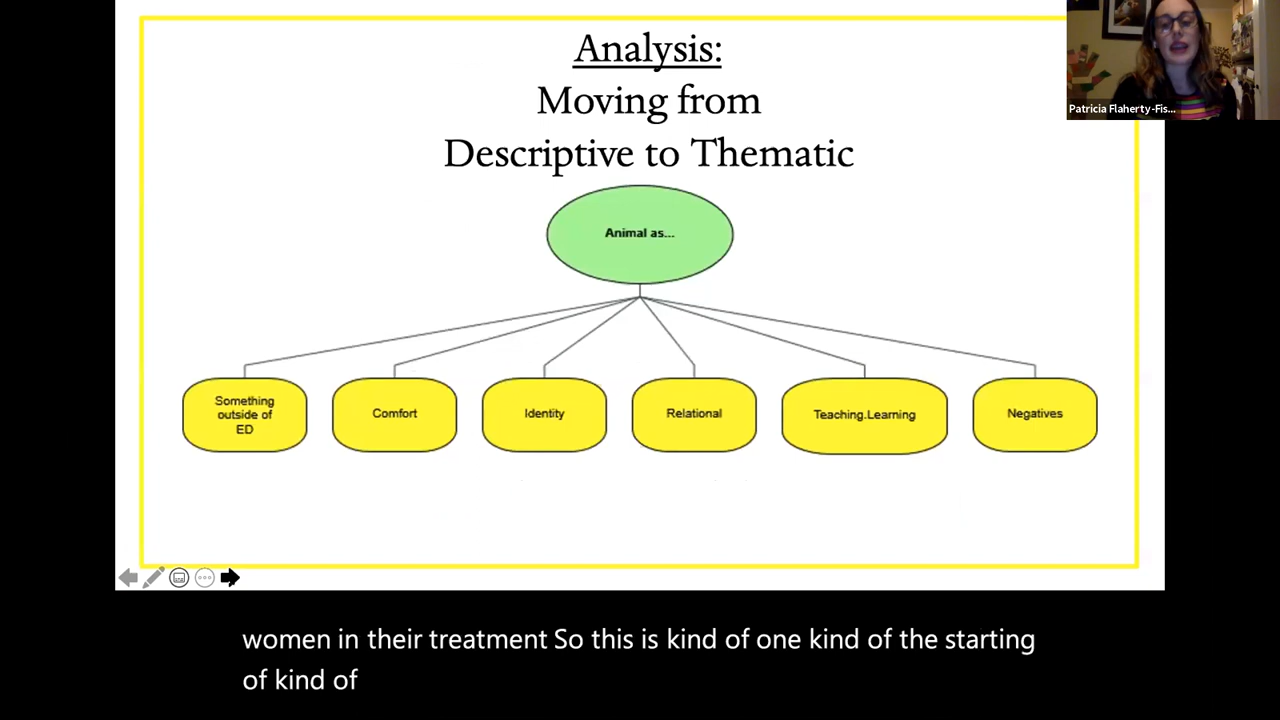 Analysis:
Moving from
Descriptive to Thematic
Patricia Flaherty-Fis...
Animal as...
Something
outside of
ED
Comfort
Identity
Relational
Teaching.Learning
Negatives
women in their treatment So this is kind of one kind of the starting
of kind of